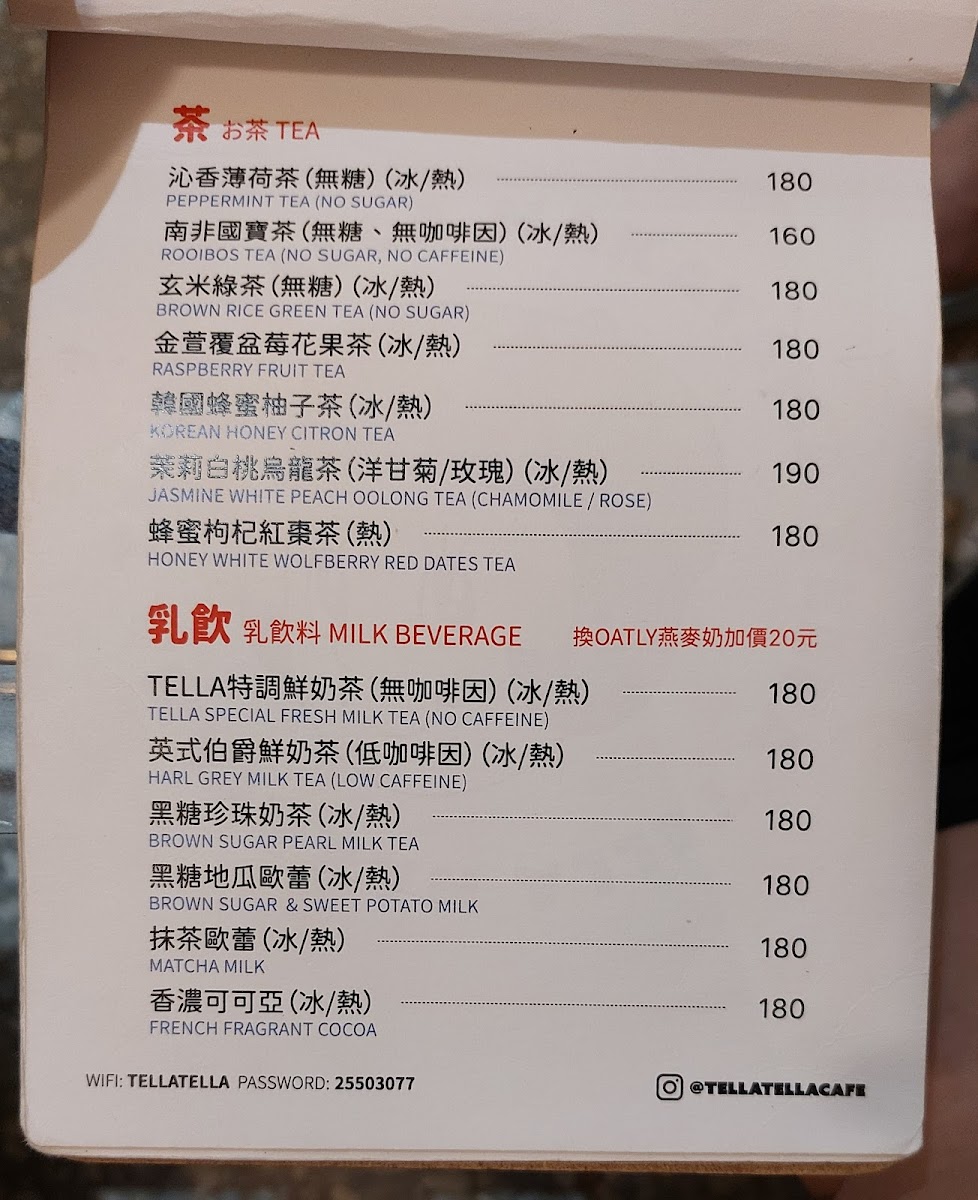 茶 お茶 TEA
沁香薄荷茶(無糖)(冰/熱) 180
PEPPERMINT TEA (NO SUGAR)
南非國寶茶(無糖、無咖啡因)(冰/熱) 160
ROOIBOS TEA (NO SUGAR, NO CAFFEINE)
玄米綠茶(無糖)(冰/熱) 180
BROWN RICE GREEN TEA (NO SUGAR)
金萱覆盆莓花果茶(冰/熱) 180
RASPBERRY FRUIT TEA
韓國蜂蜜柚子茶(冰/熱) 180
KOREAN HONEY CITRON TEA
茉莉白桃烏龍茶(洋甘菊/玫瑰)(冰/熱) 190
JASMINE WHITE PEACH OOLONG TEA (CHAMOMILE / ROSE)
蜂蜜枸杞紅棗茶(熱) 180
HONEY WHITE WOLFBERRY RED DATES TEA
乳飲 乳飲料 MILK BEVERAGE 換OATLY燕麥奶加價20元
TELLA特調鮮奶茶(無咖啡因)(冰/熱) 180
TELLA SPECIAL FRESH MILK TEA (NO CAFFEINE)
英式伯爵鮮奶茶(低咖啡因)(冰/熱) 180
HARL GREY MILK TEA (LOW CAFFEINE)
黑糖珍珠奶茶(冰/熱) 180
BROWN SUGAR PEARL MILK TEA
黑糖地瓜歐蕾(冰/熱) 180
BROWN SUGAR & SWEET POTATO MILK
抹茶歐蕾(冰/熱) 180
MATCHA MILK
香濃可可亞(冰/熱) 180
FRENCH FRAGRANT COCOA
WIFI: TELLATELLA PASSWORD: 25503077 @TELLATELLACAFE